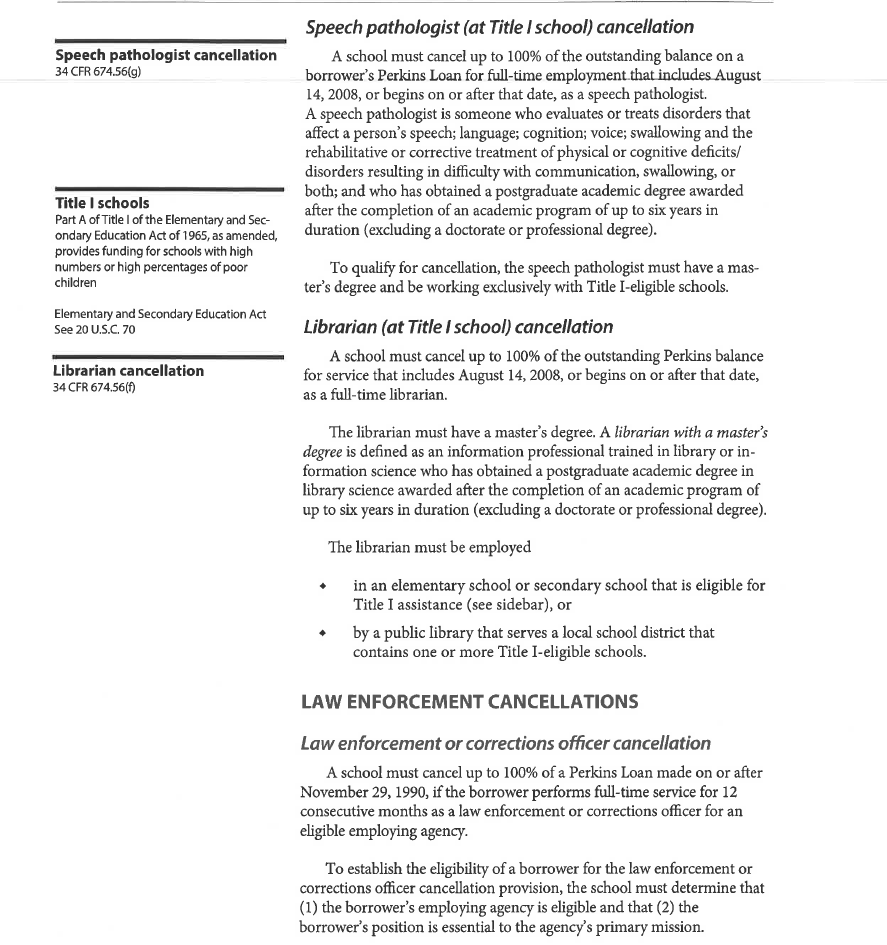 Speech pathologist (at Title I school) cancellation
Speech pathologist cancellation
34 CFR 674.56(g)
A school must cancel up to 100% of the outstanding balance on a
borrower's Perkins Loan for full-time employment that includes August
14, 2008, or begins on or after that date, as a speech pathologist.
A speech pathologist is someone who evaluates or treats disorders that
affect a person's speech; language; cognition; voice; swallowing and the
rehabilitative or corrective treatment of physical or cognitive deficits/
disorders resulting in difficulty with communication, swallowing, or
both; and who has obtained a postgraduate academic degree awarded
after the completion of an academic program of up to six years in
duration (excluding a doctorate or professional degree).
Title I schools
Part A of Title I of the Elementary and Sec-
ondary Education Act of 1965, as amended,
provides funding for schools with high
numbers or high percentages of poor
children
Elementary and Secondary Education Act
See 20 U.S.C. 70
To qualify for cancellation, the speech pathologist must have a mas-
ter's degree and be working exclusively with Title I-eligible schools.
Librarian (at Title I school) cancellation
Librarian cancellation
34 CFR 674.56(f)
A school must cancel up to 100% of the outstanding Perkins balance
for service that includes August 14, 2008, or begins on or after that date,
as a full-time librarian.
The librarian must have a master's degree. A librarian with a master's
degree is defined as an information professional trained in library or in-
formation science who has obtained a postgraduate academic degree in
library science awarded after the completion of an academic program of
up to six years in duration (excluding a doctorate or professional degree).
The librarian must be employed
◆ in an elementary school or secondary school that is eligible for
Title I assistance (see sidebar), or
◆ by a public library that serves a local school district that
contains one or more Title I-eligible schools.
LAW ENFORCEMENT CANCELLATIONS
Law enforcement or corrections officer cancellation
A school must cancel up to 100% of a Perkins Loan made on or after
November 29, 1990, if the borrower performs full-time service for 12
consecutive months as a law enforcement or corrections officer for an
eligible employing agency.
To establish the eligibility of a borrower for the law enforcement or
corrections officer cancellation provision, the school must determine that
(1) the borrower's employing agency is eligible and that (2) the
borrower's position is essential to the agency's primary mission.